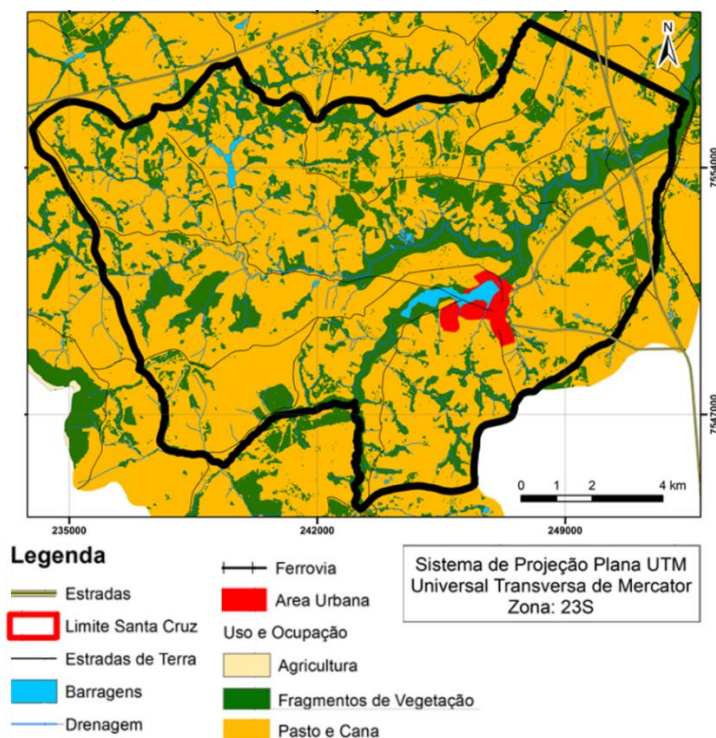 N
7554000
7547000
0 1 2 4 km
235000 242000 249000
Legenda
Estradas
Limite Santa Cruz
Estradas de Terra
Barragens
Drenagem
Ferrovia
Area Urbana
Uso e Ocupação
Agricultura
Fragmentos de Vegetação
Pasto e Cana
Sistema de Projeção Plana UTM
Universal Transversa de Mercator
Zona: 23S